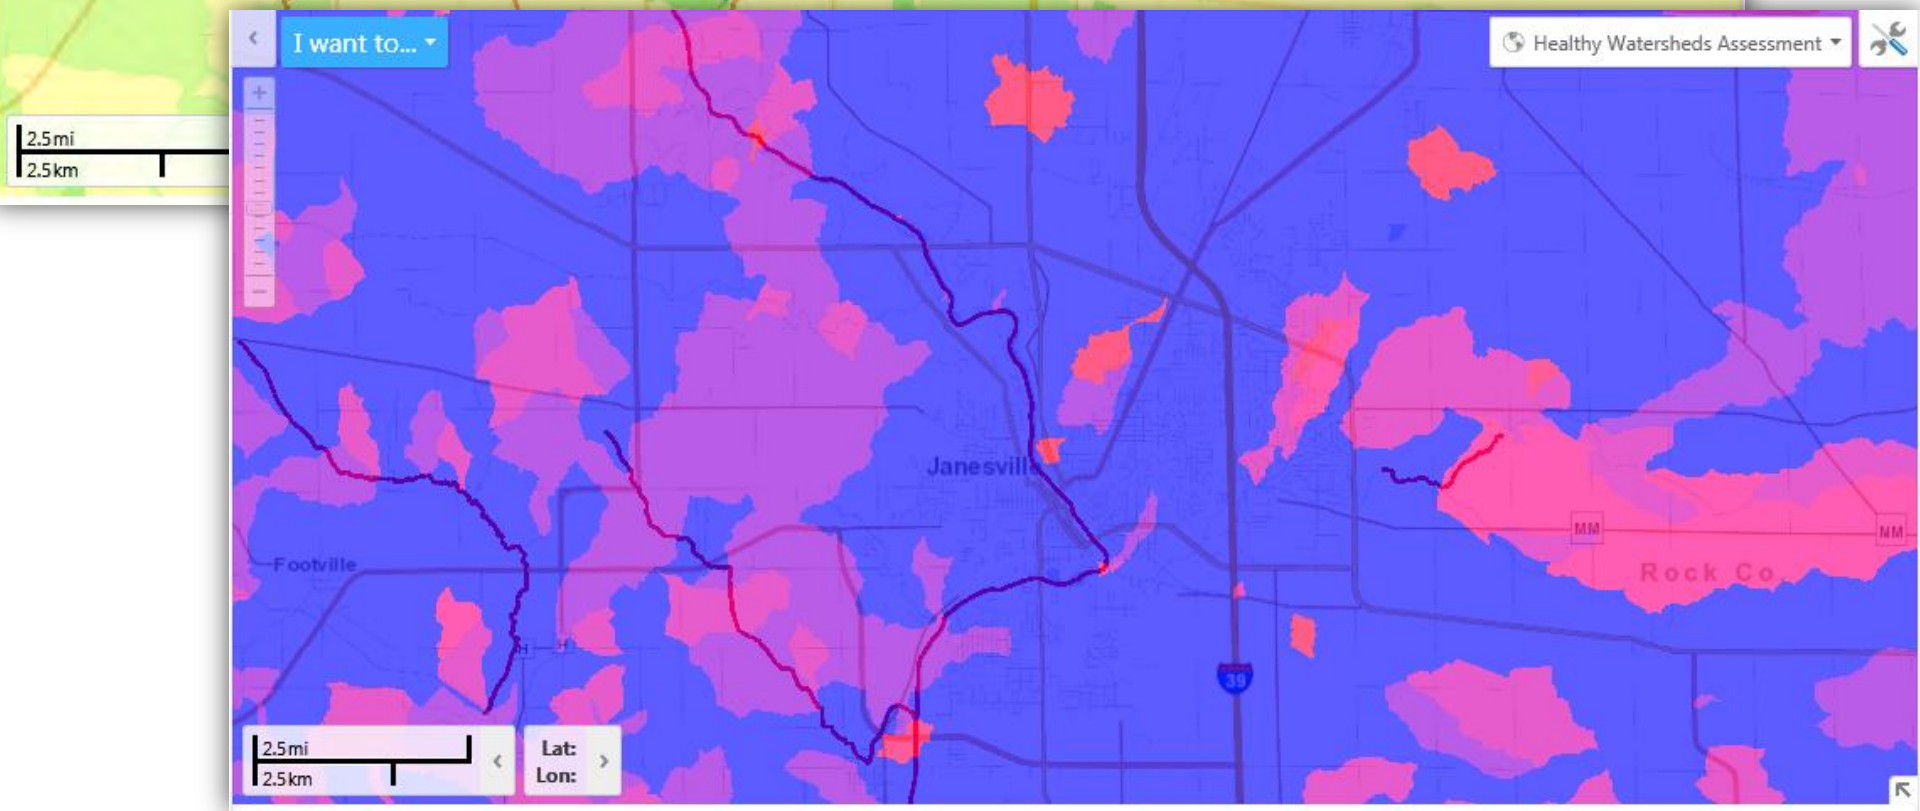 I want to...
Healthy Watersheds Assessment
2.5mi
2.5km
Janesville
Footville
MM
Rock Co.
H
H
39
2.5mi
2.5km
Lat:
Lon: